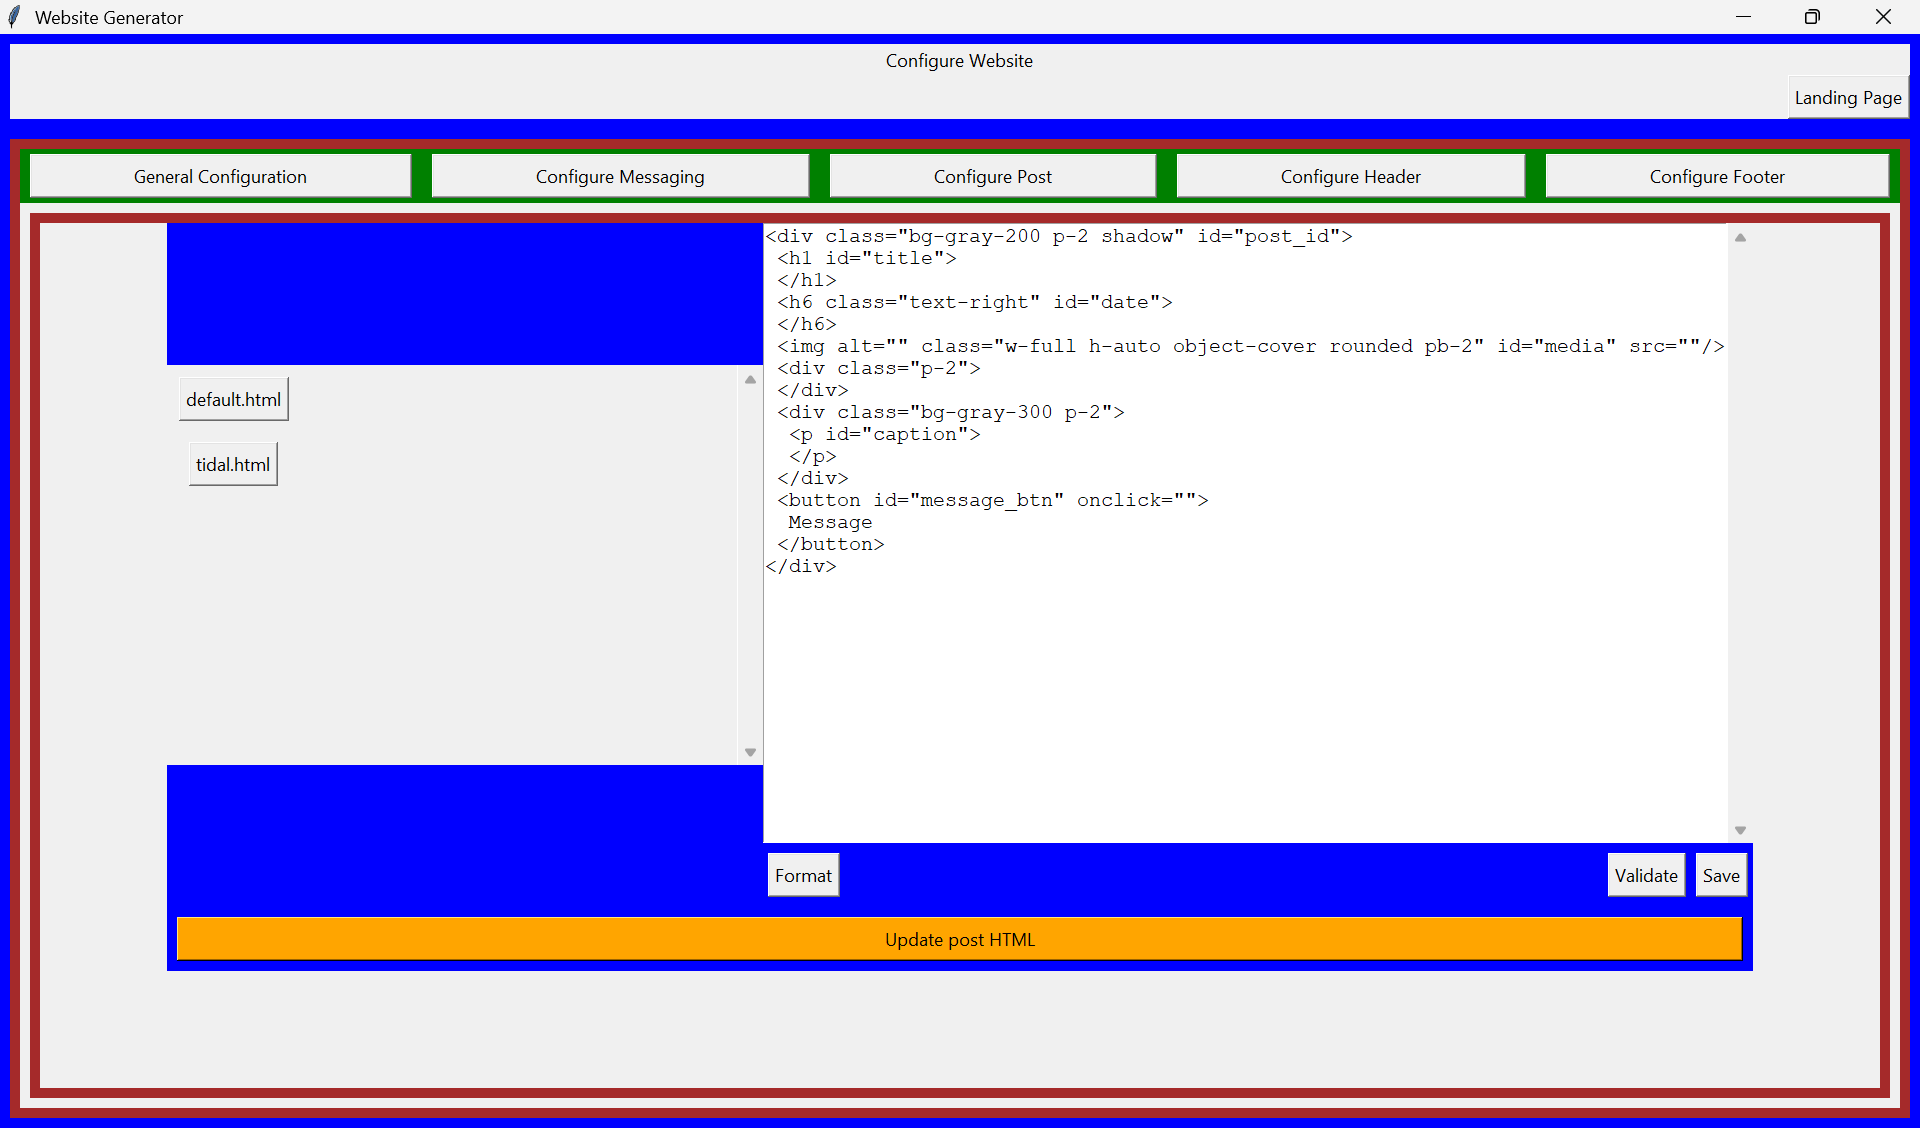 Website Generator
Configure Website
Landing Page
General Configuration
Configure Messaging
Configure Post
Configure Header
Configure Footer
default.html
tidal.html
<div class="bg-gray-200 p-2 shadow" id="post_id">
 <h1 id="title">
 </h1>
 <h6 class="text-right" id="date">
 </h6>
 <img alt="" class="w-full h-auto object-cover rounded pb-2" id="media" src=""/>
 <div class="p-2">
 </div>
 <div class="bg-gray-300 p-2">
  <p id="caption">
  </p>
 </div>
 <button id="message_btn" onclick="">
  Message
 </button>
</div>
Format
Validate
Save
Update post HTML